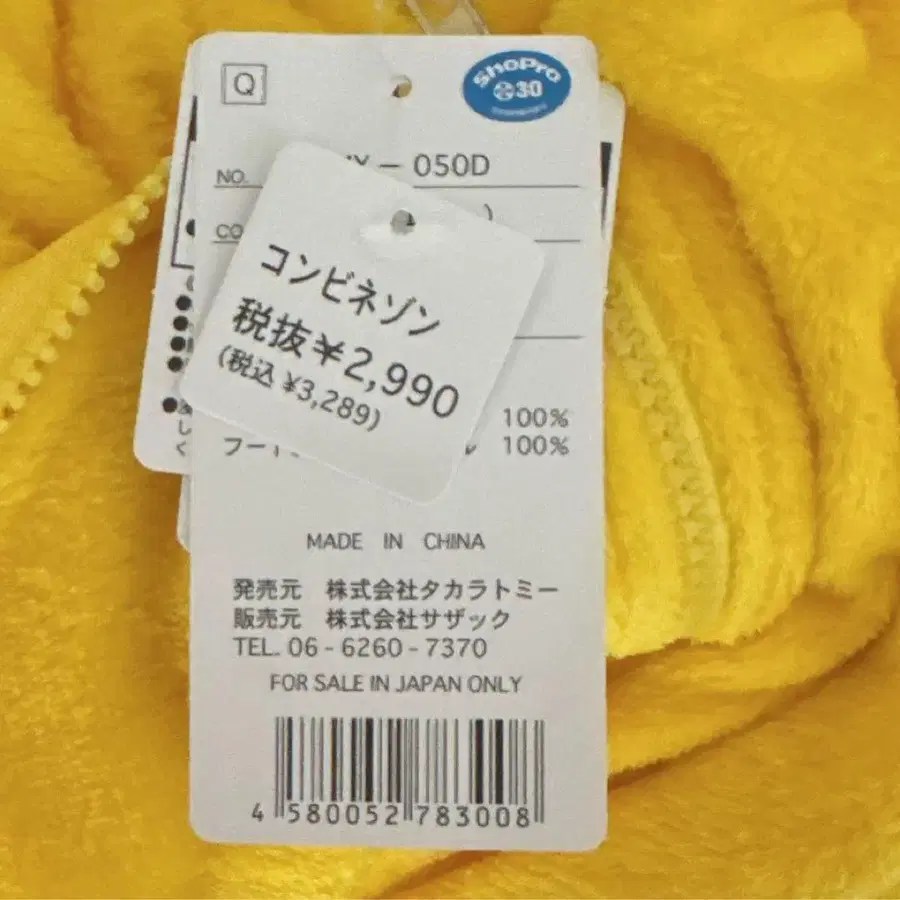 Q
ShoPro
30
NO.
- 050D
CO
コンビネゾン
税抜¥2,990
(税込 ¥3,289)
100%
100%
MADE IN CHINA
発売元 株式会社タカラトミー
販売元 株式会社サザック
TEL. 06-6260-7370
FOR SALE IN JAPAN ONLY
4 580052 783008